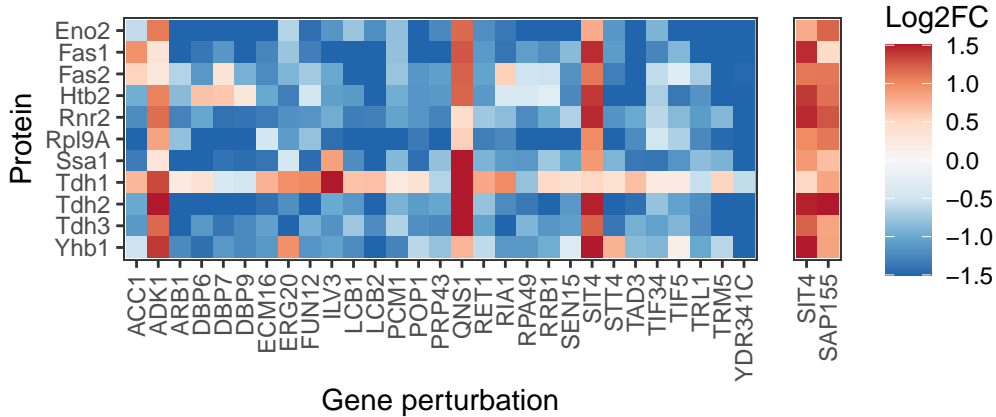 Log2FC
1.5
1.0
0.5
0.0
−0.5
−1.0
−1.5
Protein
Eno2
Fas1
Fas2
Htb2
Rnr2
Rpl9A
Ssa1
Tdh1
Tdh2
Tdh3
Yhb1
ACC1
ADK1
ARB1
DBP6
DBP7
DBP9
ECM16
ERG20
FUN12
ILV3
LCB1
LCB2
PCM1
POP1
PRP43
QNS1
RET1
RIA1
RPA49
RRB1
SEN15
SIT4
STT4
TAD3
TIF34
TIF5
TRL1
TRM5
YDR341C
SIT4
SAP155
Gene perturbation